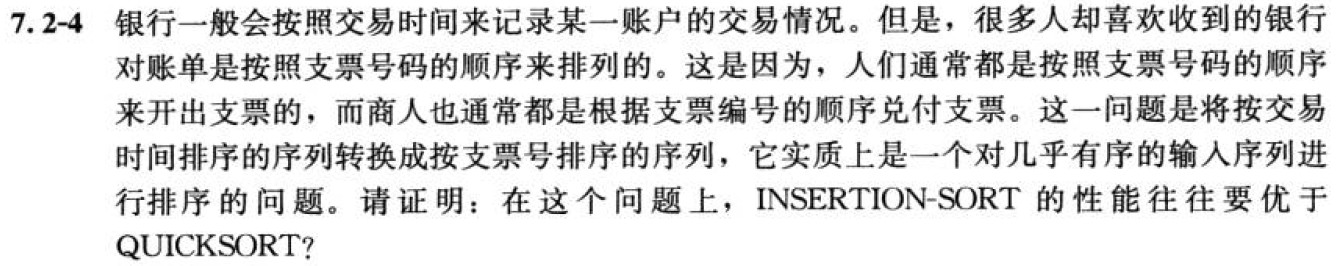 7.2-4 银行一般会按照交易时间来记录某一账户的交易情况。但是，很多人却喜欢收到的银行
对账单是按照支票号码的顺序来排列的。这是因为，人们通常都是按照支票号码的顺序
来开出支票的，而商人也通常都是根据支票编号的顺序兑付支票。这一问题是将按交易
时间排序的序列转换成按支票号排序的序列，它实质上是一个对几乎有序的输入序列进
行排序的问题。请证明：在这个问题上，INSERTION-SORT 的性能往往要优于
QUICKSORT?